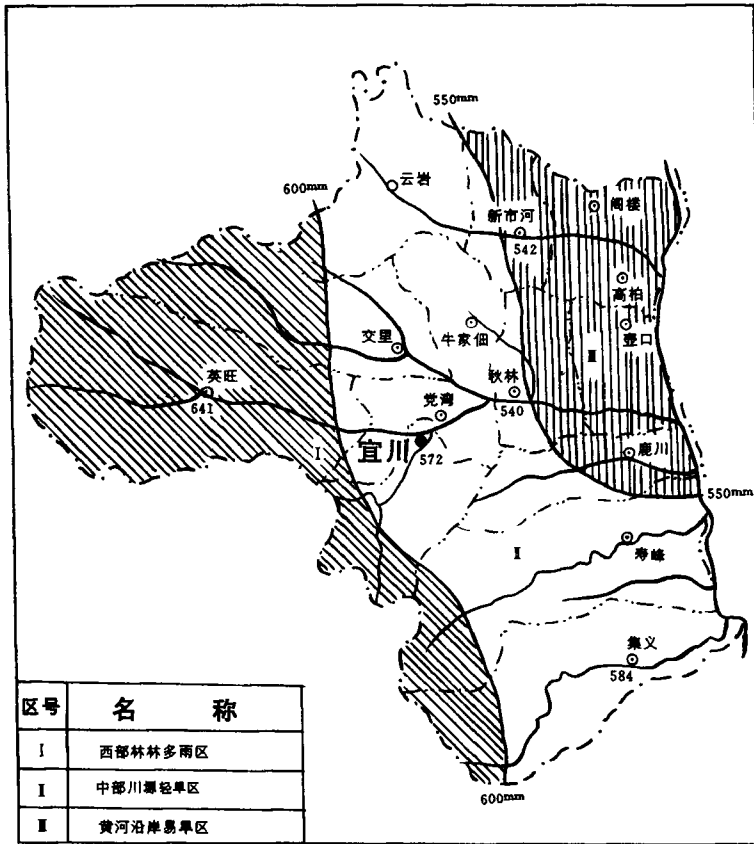 550mm
600mm
云岩
新市河
542
阁楼
高柏
壶口
Ⅲ
交里
牛家佃
英旺
641
秋林
540
党湾
宜川
572
Ⅰ
鹿川
550mm
Ⅱ
寿峰
集义
584
600mm
区号 名 称
Ⅰ 西部林林多雨区
Ⅱ 中部川塬轻旱区
Ⅲ 黄河沿岸易旱区